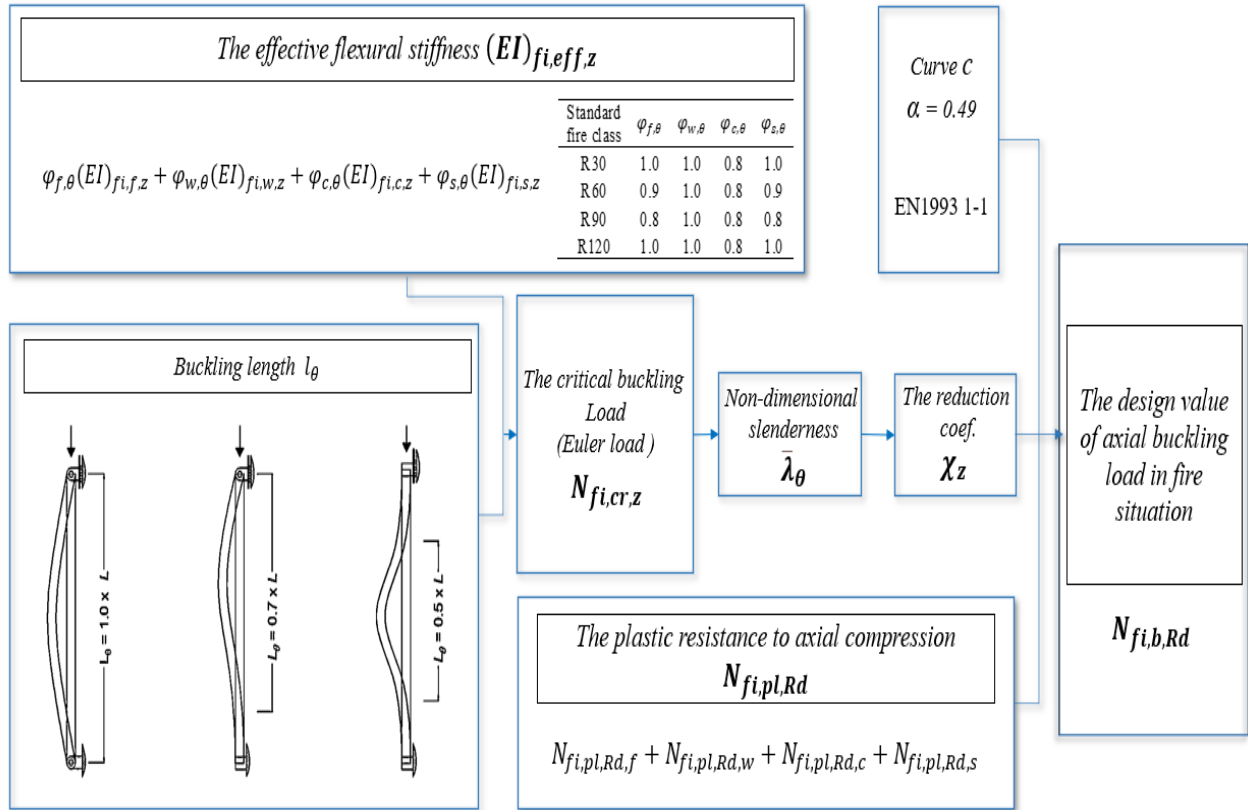 The effective flexural stiffness (EI)fi,eff,z
φf,θ(EI)fi,f,z + φw,θ(EI)fi,w,z + φc,θ(EI)fi,c,z + φs,θ(EI)fi,s,z
Standard fire class φf,θ φw,θ φc,θ φs,θ
R30 1.0 1.0 0.8 1.0
R60 0.9 1.0 0.8 0.9
R90 0.8 1.0 0.8 0.8
R120 1.0 1.0 0.8 1.0
Curve C
α = 0.49
EN1993 1-1
Buckling length lθ
Lθ = 1.0 x L
Lθ = 0.7 x L
Lθ = 0.5 x L
The critical buckling
Load
(Euler load )
Nfi,cr,z
Non-dimensional
slenderness
λ̄θ
The reduction
coef.
χz
The plastic resistance to axial compression
Nfi,pl,Rd
Nfi,pl,Rd,f + Nfi,pl,Rd,w + Nfi,pl,Rd,c + Nfi,pl,Rd,s
The design value
of axial buckling
load in fire
situation
Nfi,b,Rd